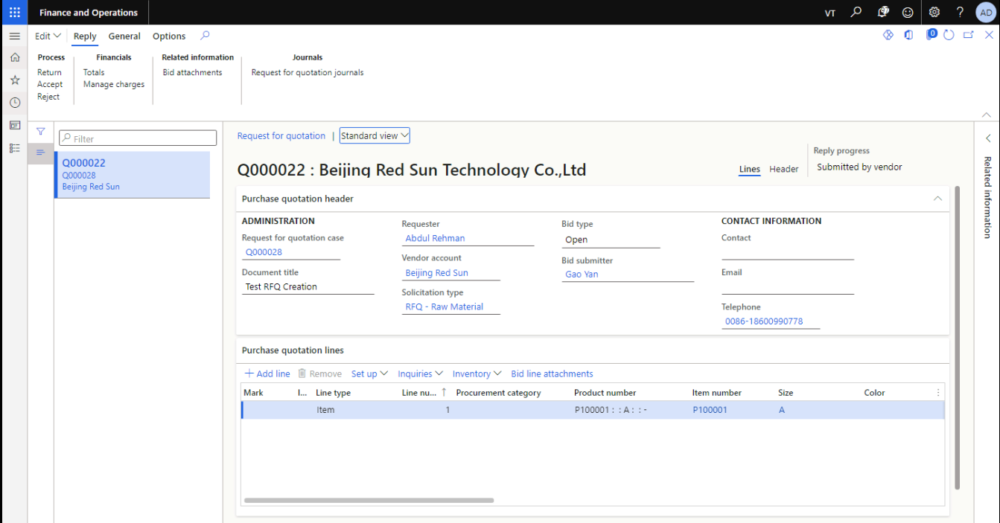 Finance and Operations
VT
AD
Edit
Reply
General
Options
0
Process
Return
Accept
Reject
Financials
Totals
Manage charges
Related information
Bid attachments
Journals
Request for quotation journals
Filter
Q000022
Q000028
Beijing Red Sun
Request for quotation | Standard view
Q000022 : Beijing Red Sun Technology Co.,Ltd
Lines
Header
Reply progress
Submitted by vendor
Related information
Purchase quotation header
ADMINISTRATION
Request for quotation case
Q000028
Document title
Test RFQ Creation
Requester
Abdul Rehman
Vendor account
Beijing Red Sun
Solicitation type
RFQ - Raw Material
Bid type
Open
Bid submitter
Gao Yan
CONTACT INFORMATION
Contact
Email
Telephone
0086-18600990778
Purchase quotation lines
Add line
Remove
Set up
Inquiries
Inventory
Bid line attachments
Mark I... Line type Line nu... Procurement category Product number Item number Size Color
Item 1 P100001 : : A : : - P100001 A